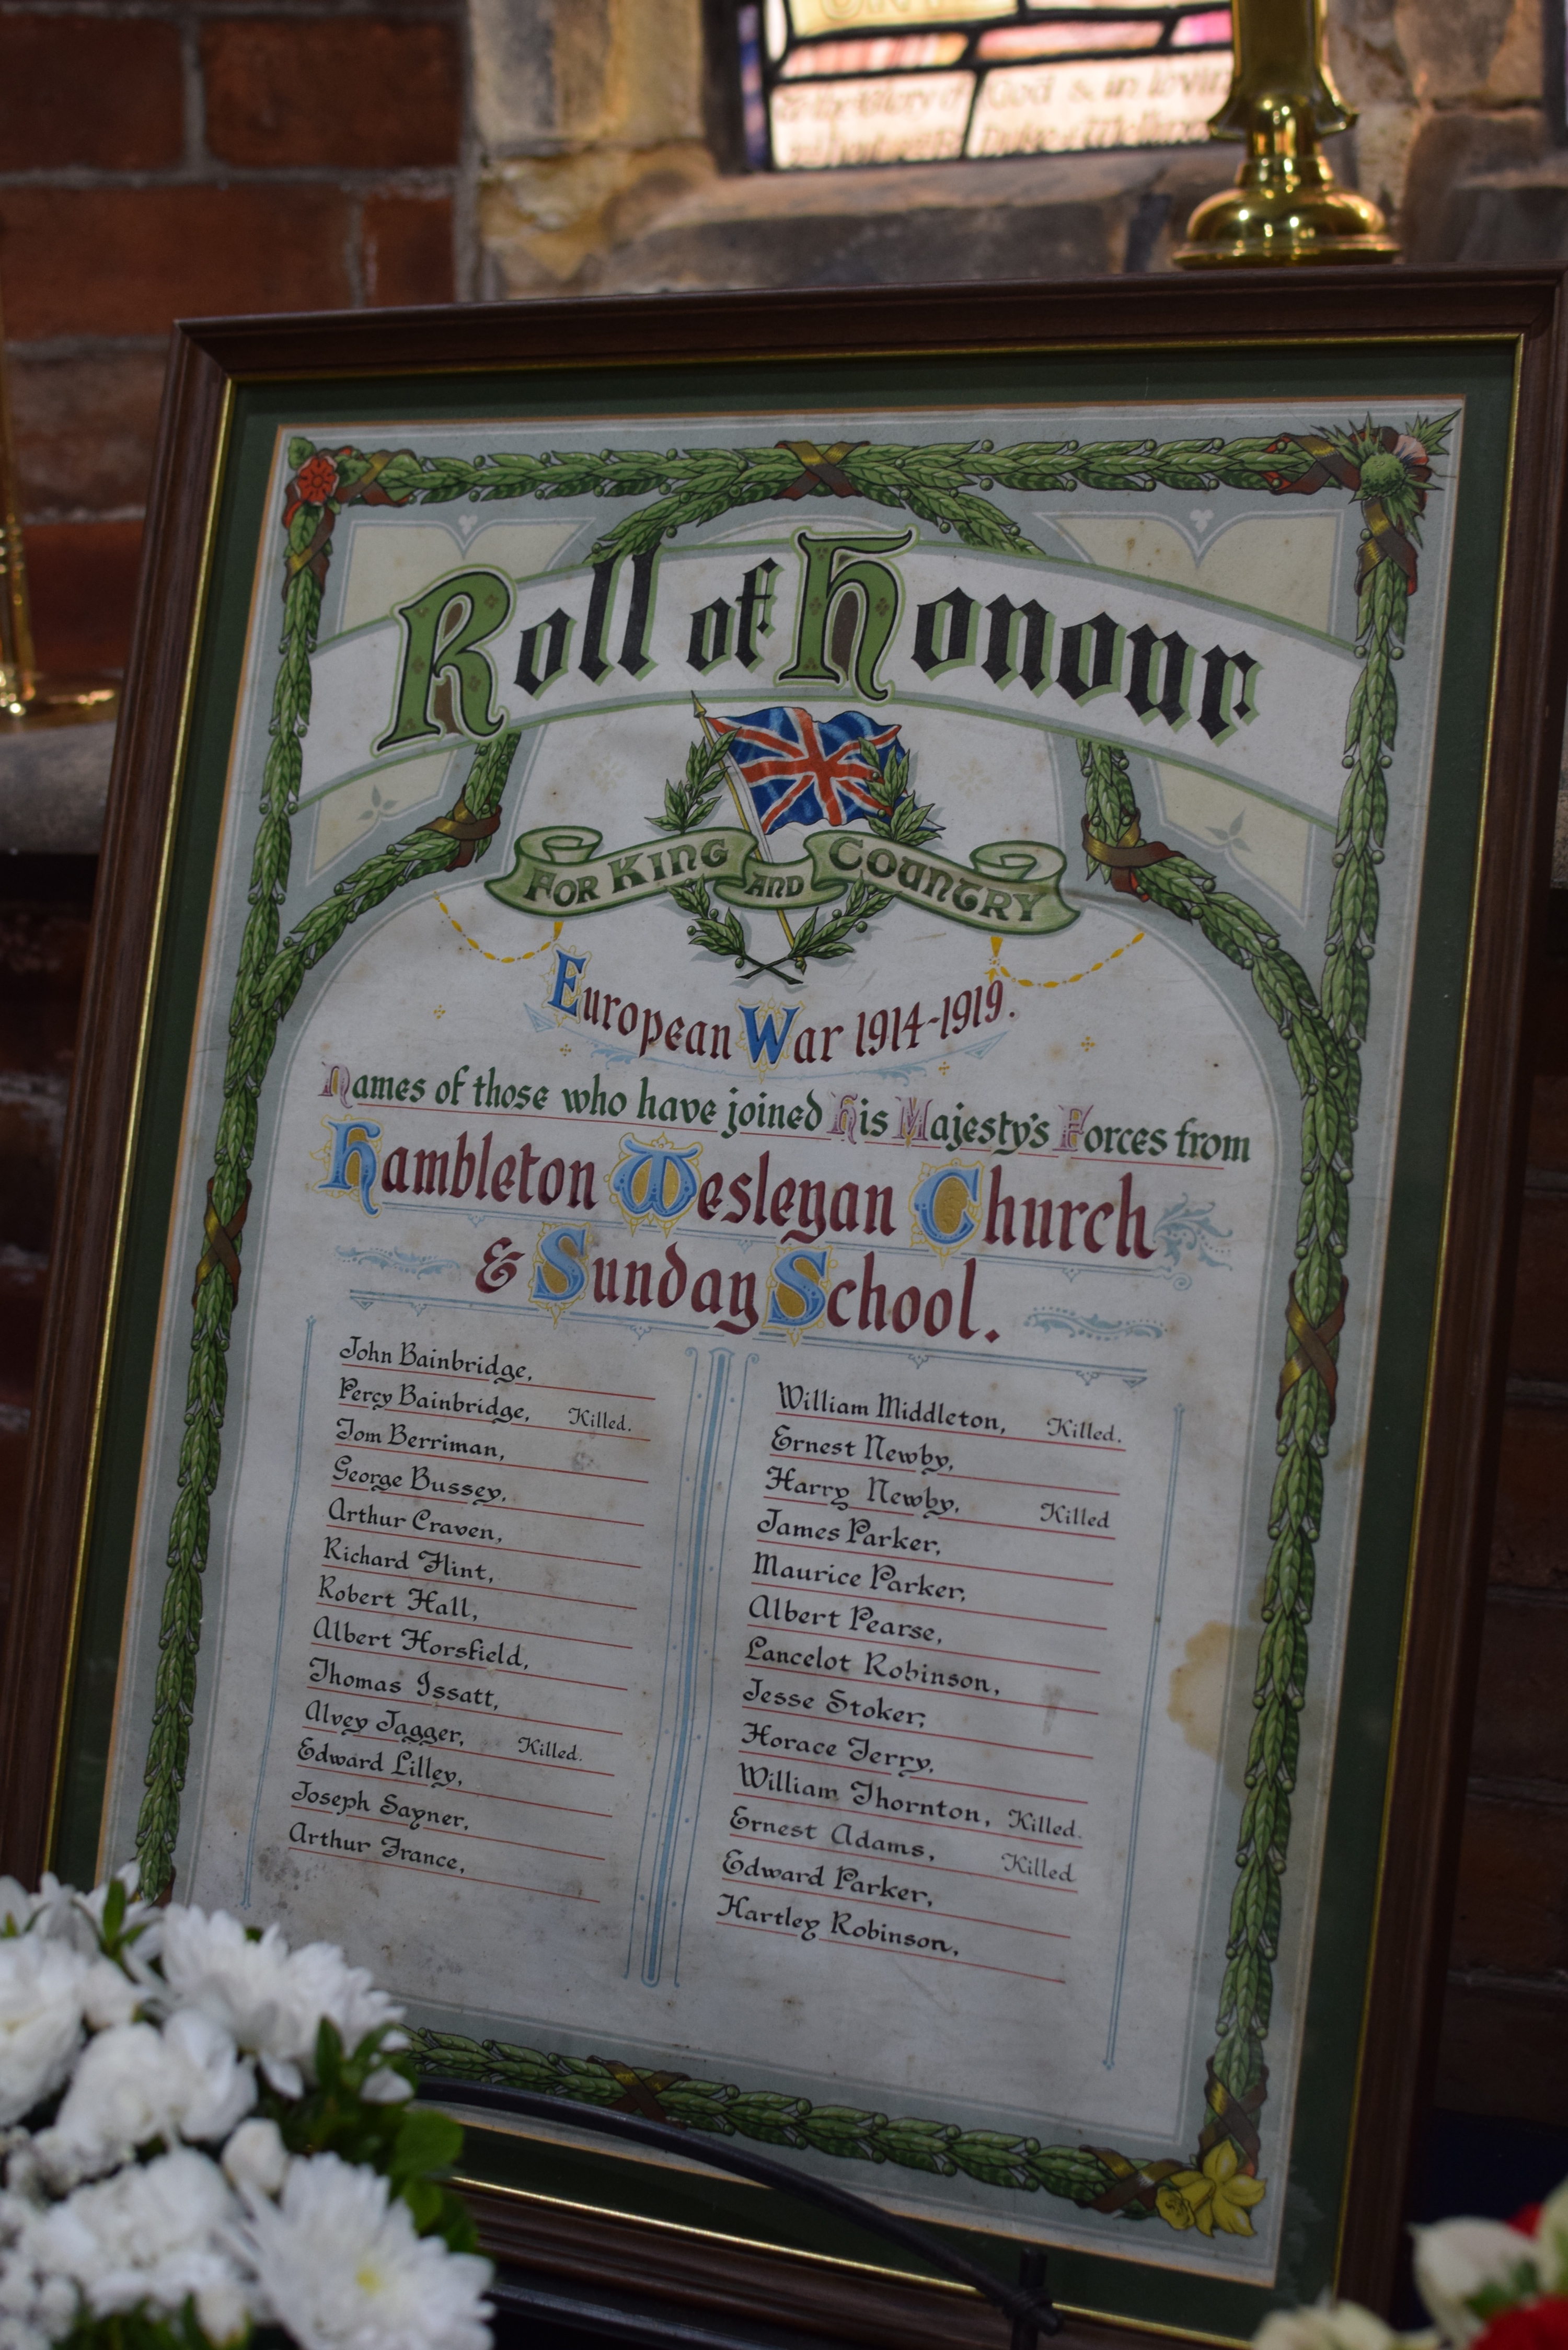 God & in lovin
Roll of Honour
FOR KING AND COUNTRY
European War 1914-1919.
Names of those who have joined His Majesty's Forces from
Hambleton Wesleyan Church
& Sunday School.
John Bainbridge,
Percy Bainbridge, Killed.
Tom Berriman,
George Bussey,
Arthur Craven,
Richard Flint,
Robert Hall,
Albert Horsfield,
Thomas Issatt,
Alvey Jagger, Killed.
Edward Lilley,
Joseph Sayner,
Arthur France,
William Middleton, Killed.
Ernest Newby,
Harry Newby, Killed
James Parker,
Maurice Parker,
Albert Pearse,
Lancelot Robinson,
Jesse Stoker,
Horace Terry,
William Thornton, Killed.
Ernest Adams, Killed
Edward Parker,
Hartley Robinson,